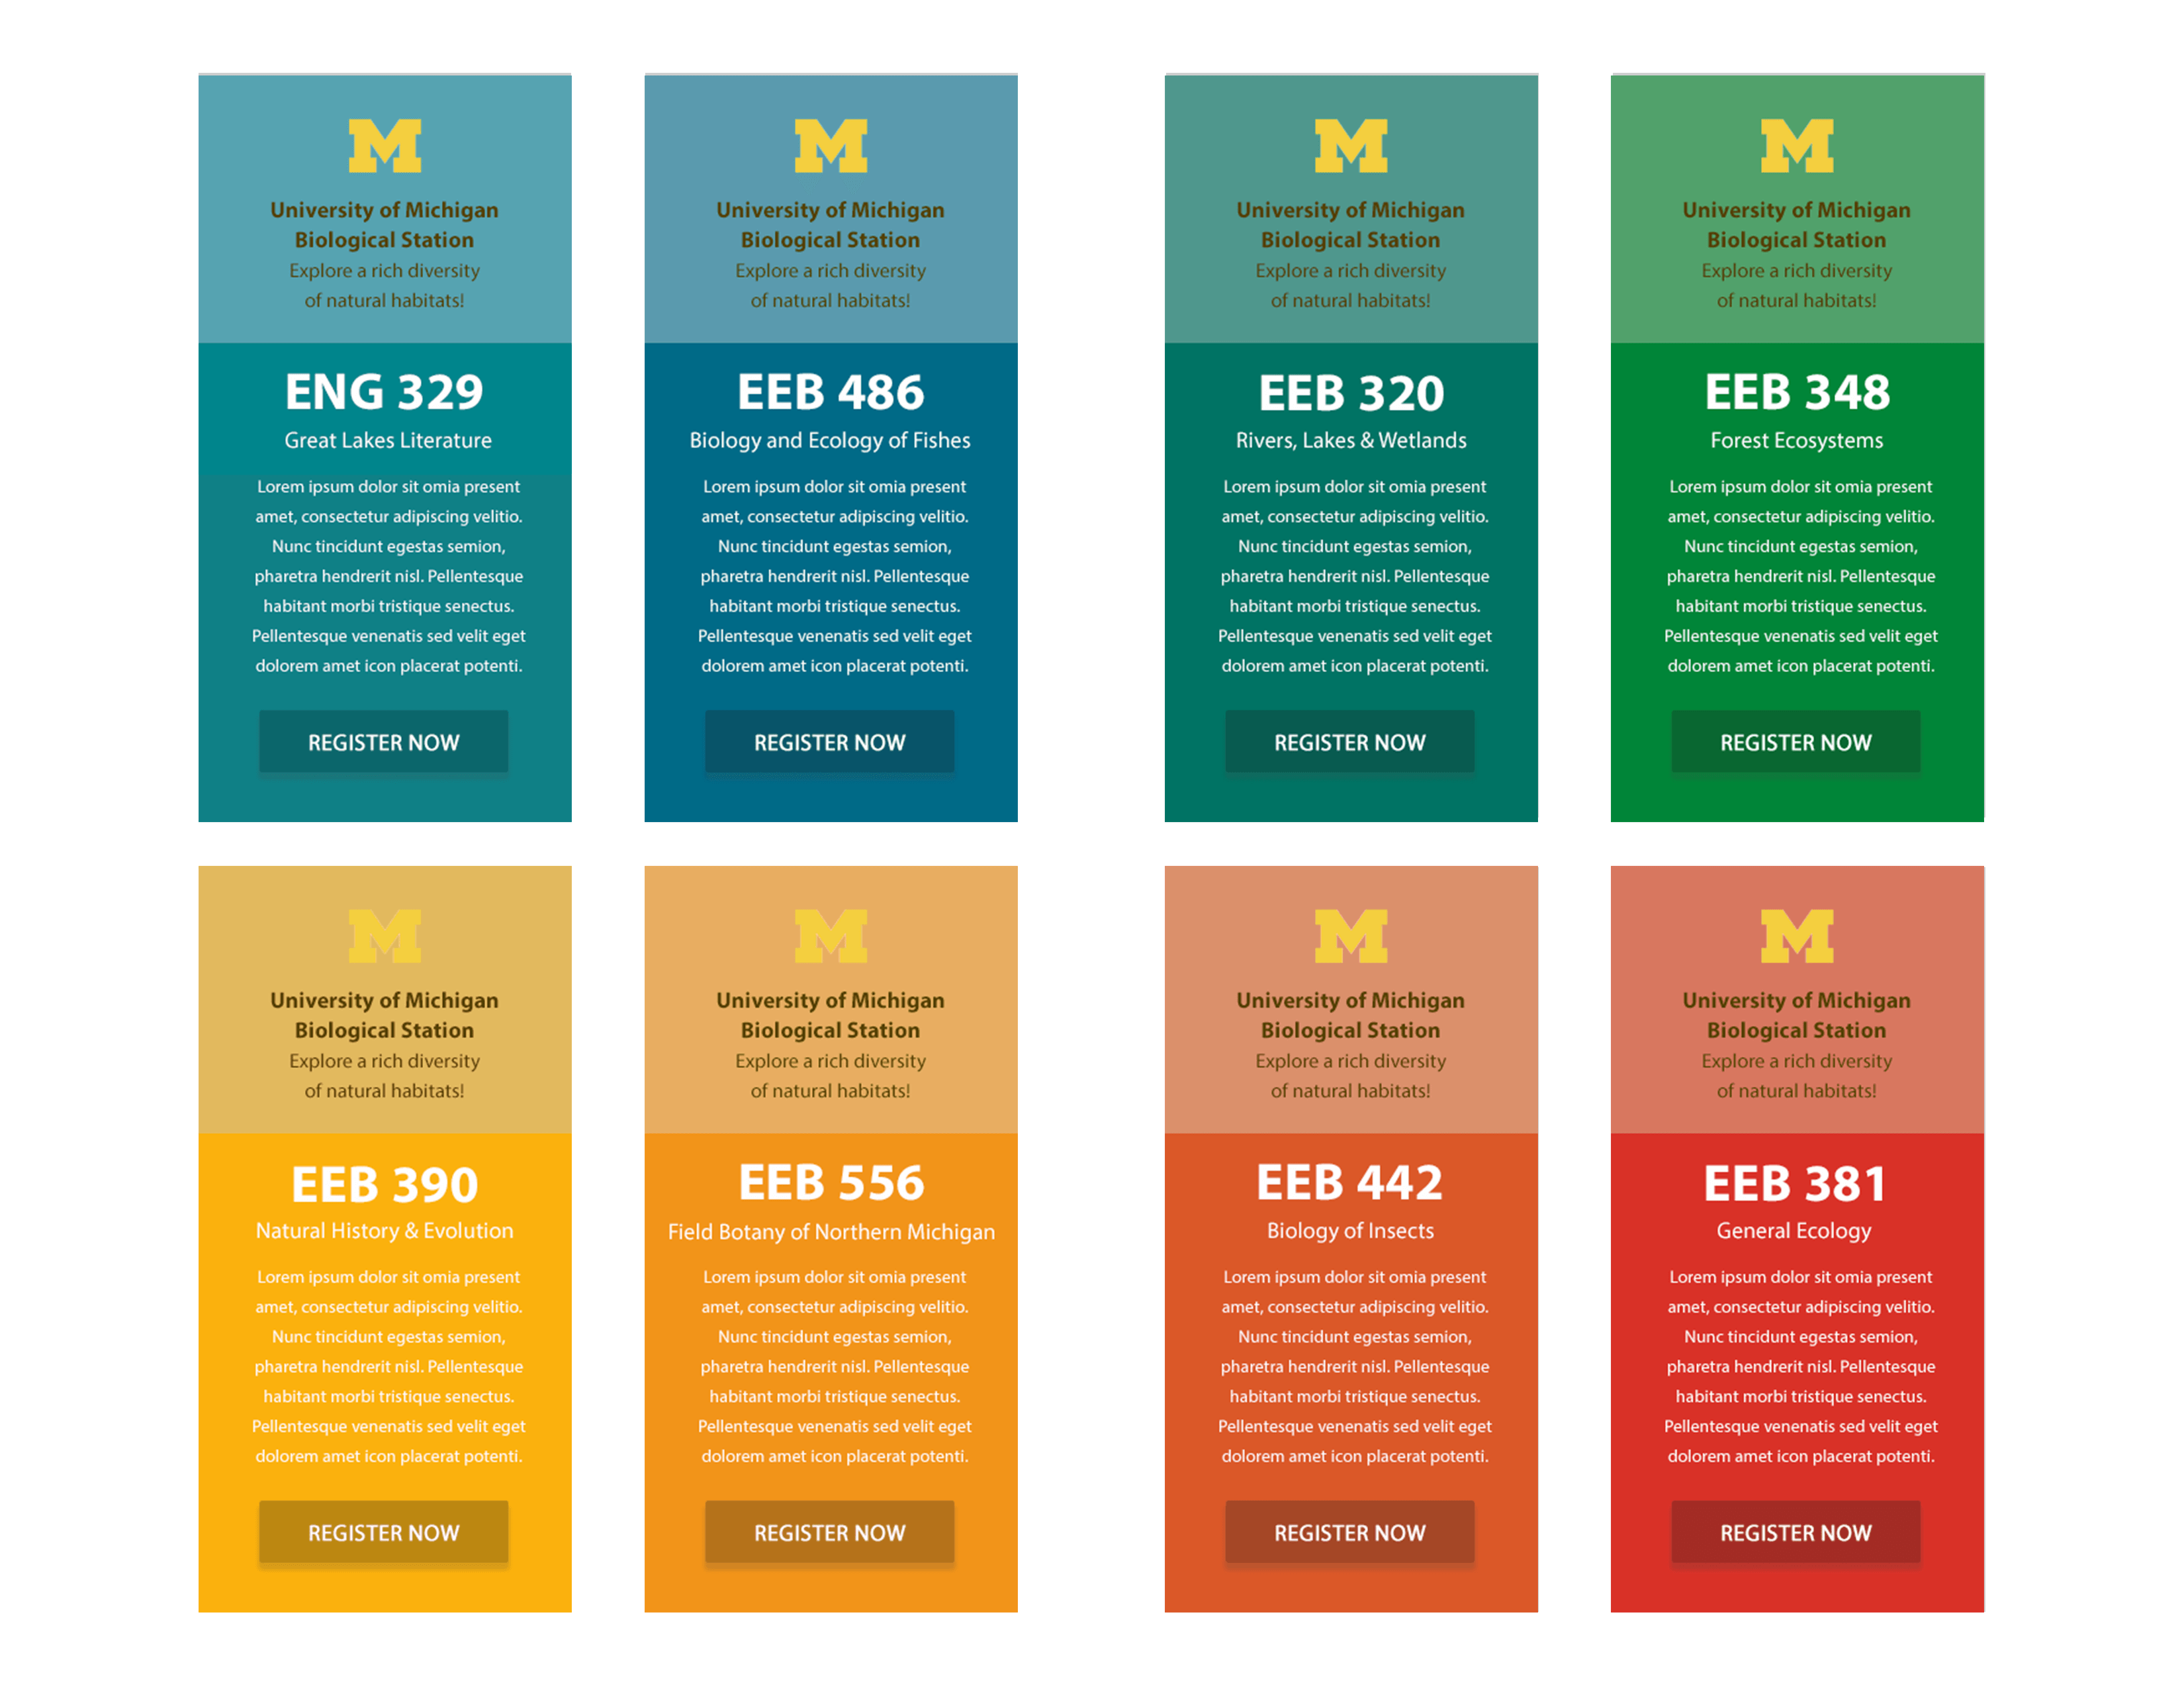 M
University of Michigan
Biological Station
Explore a rich diversity
of natural habitats!
ENG 329
Great Lakes Literature
Lorem ipsum dolor sit omia present
amet, consectetur adipiscing velitio.
Nunc tincidunt egestas semion,
pharetra hendrerit nisl. Pellentesque
habitant morbi tristique senectus.
Pellentesque venenatis sed velit eget
dolorem amet icon placerat potenti.
REGISTER NOW
M
University of Michigan
Biological Station
Explore a rich diversity
of natural habitats!
EEB 486
Biology and Ecology of Fishes
Lorem ipsum dolor sit omia present
amet, consectetur adipiscing velitio.
Nunc tincidunt egestas semion,
pharetra hendrerit nisl. Pellentesque
habitant morbi tristique senectus.
Pellentesque venenatis sed velit eget
dolorem amet icon placerat potenti.
REGISTER NOW
M
University of Michigan
Biological Station
Explore a rich diversity
of natural habitats!
EEB 320
Rivers, Lakes & Wetlands
Lorem ipsum dolor sit omia present
amet, consectetur adipiscing velitio.
Nunc tincidunt egestas semion,
pharetra hendrerit nisl. Pellentesque
habitant morbi tristique senectus.
Pellentesque venenatis sed velit eget
dolorem amet icon placerat potenti.
REGISTER NOW
M
University of Michigan
Biological Station
Explore a rich diversity
of natural habitats!
EEB 348
Forest Ecosystems
Lorem ipsum dolor sit omia present
amet, consectetur adipiscing velitio.
Nunc tincidunt egestas semion,
pharetra hendrerit nisl. Pellentesque
habitant morbi tristique senectus.
Pellentesque venenatis sed velit eget
dolorem amet icon placerat potenti.
REGISTER NOW
M
University of Michigan
Biological Station
Explore a rich diversity
of natural habitats!
EEB 390
Natural History & Evolution
Lorem ipsum dolor sit omia present
amet, consectetur adipiscing velitio.
Nunc tincidunt egestas semion,
pharetra hendrerit nisl. Pellentesque
habitant morbi tristique senectus.
Pellentesque venenatis sed velit eget
dolorem amet icon placerat potenti.
REGISTER NOW
M
University of Michigan
Biological Station
Explore a rich diversity
of natural habitats!
EEB 556
Field Botany of Northern Michigan
Lorem ipsum dolor sit omia present
amet, consectetur adipiscing velitio.
Nunc tincidunt egestas semion,
pharetra hendrerit nisl. Pellentesque
habitant morbi tristique senectus.
Pellentesque venenatis sed velit eget
dolorem amet icon placerat potenti.
REGISTER NOW
M
University of Michigan
Biological Station
Explore a rich diversity
of natural habitats!
EEB 442
Biology of Insects
Lorem ipsum dolor sit omia present
amet, consectetur adipiscing velitio.
Nunc tincidunt egestas semion,
pharetra hendrerit nisl. Pellentesque
habitant morbi tristique senectus.
Pellentesque venenatis sed velit eget
dolorem amet icon placerat potenti.
REGISTER NOW
M
University of Michigan
Biological Station
Explore a rich diversity
of natural habitats!
EEB 381
General Ecology
Lorem ipsum dolor sit omia present
amet, consectetur adipiscing velitio.
Nunc tincidunt egestas semion,
pharetra hendrerit nisl. Pellentesque
habitant morbi tristique senectus.
Pellentesque venenatis sed velit eget
dolorem amet icon placerat potenti.
REGISTER NOW